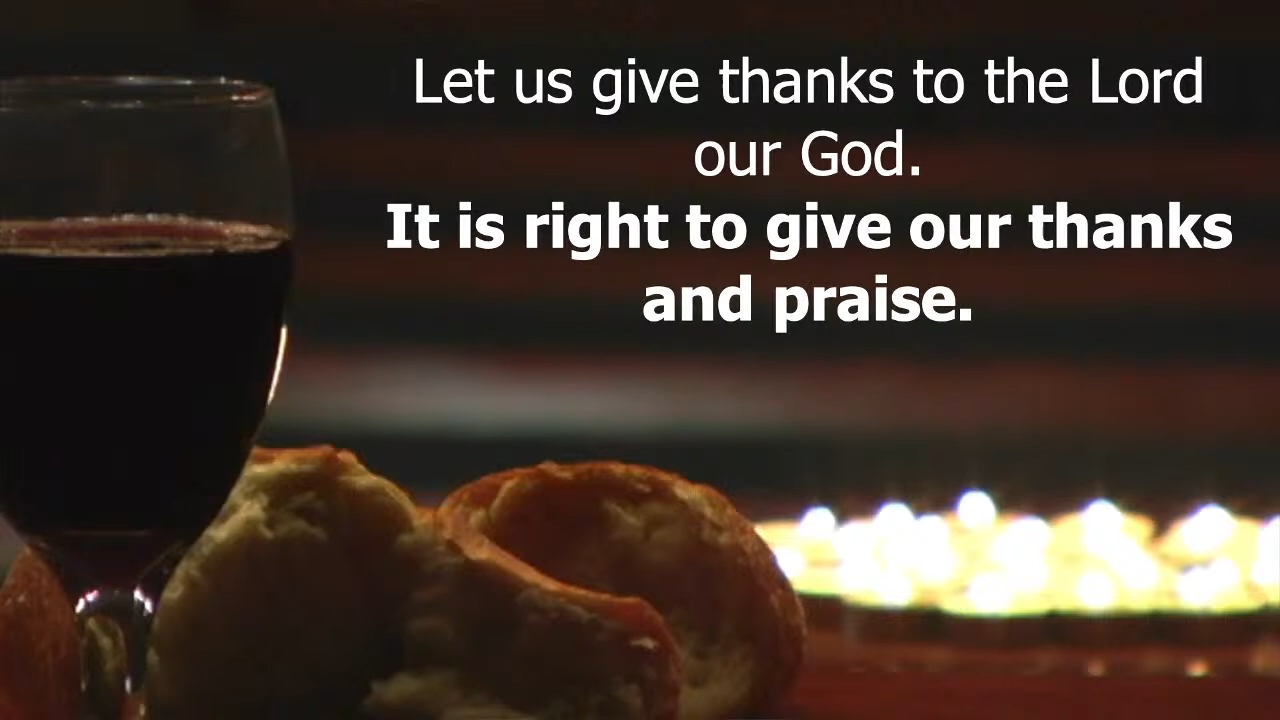 Let us give thanks to the Lord
our God.
It is right to give our thanks
and praise.